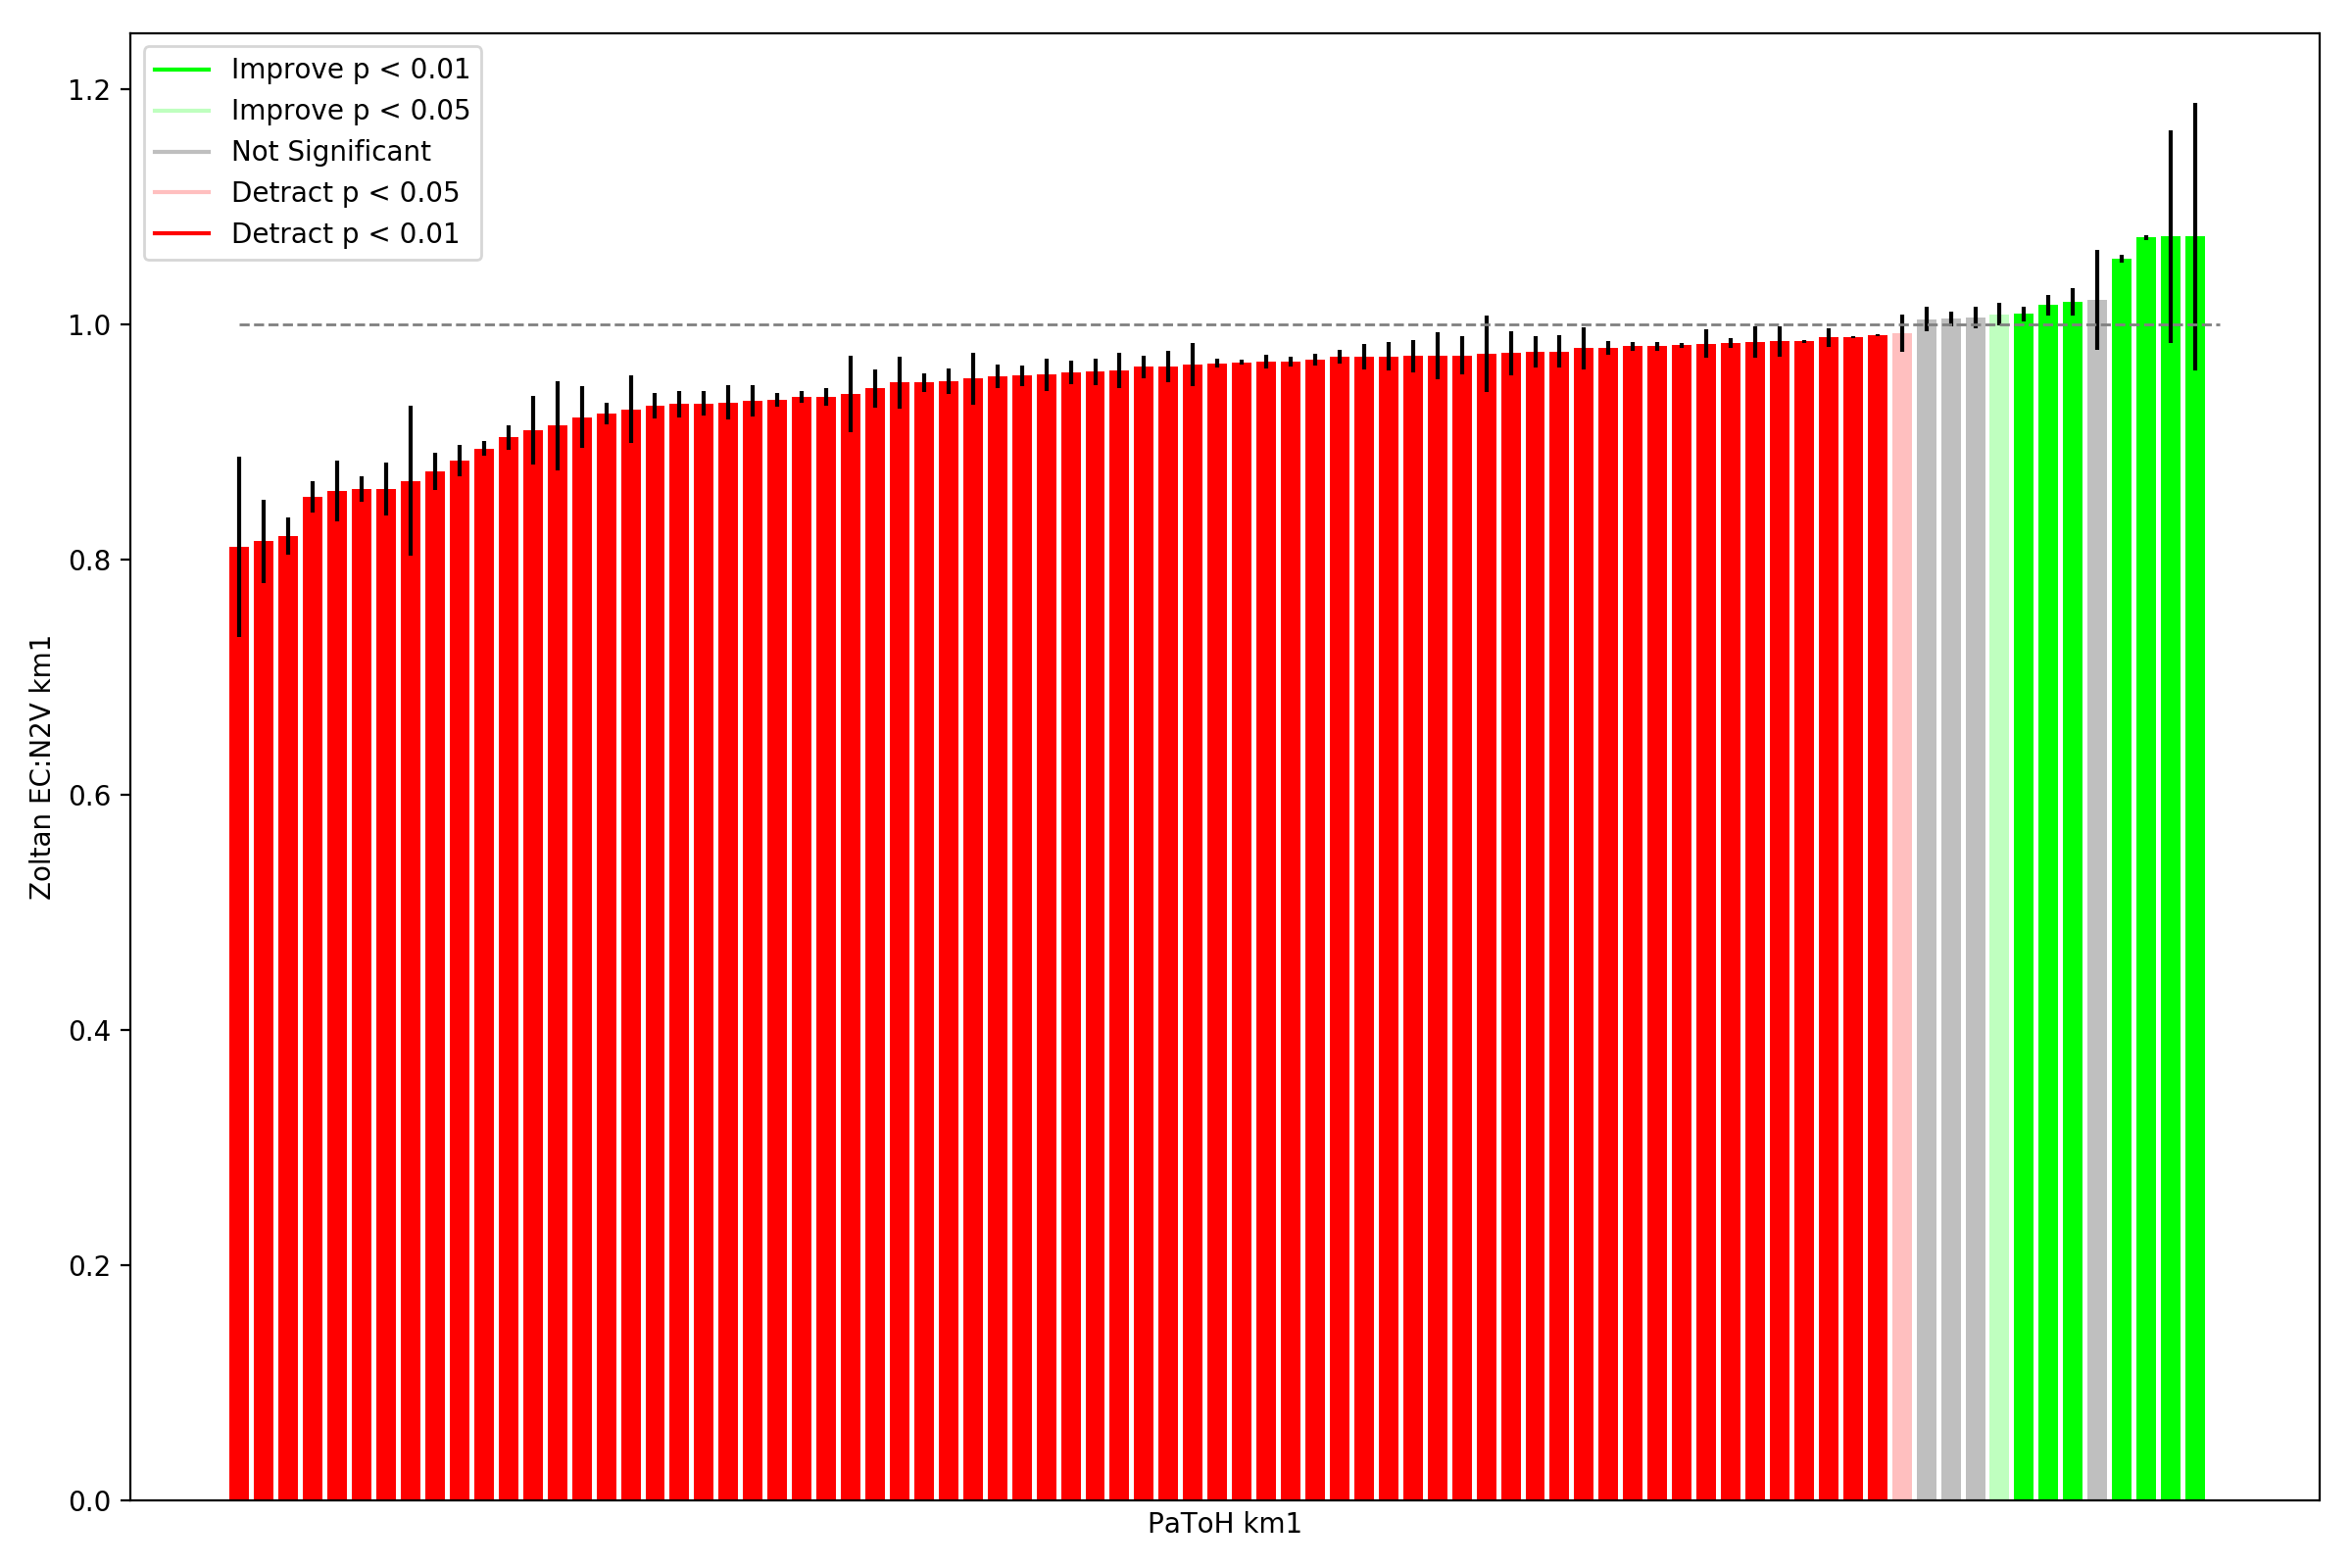 Improve p < 0.01
Improve p < 0.05
Not Significant
Detract p < 0.05
Detract p < 0.01
1.2
1.0
0.8
0.6
0.4
0.2
0.0
Zoltan EC:N2V km1
PaToH km1